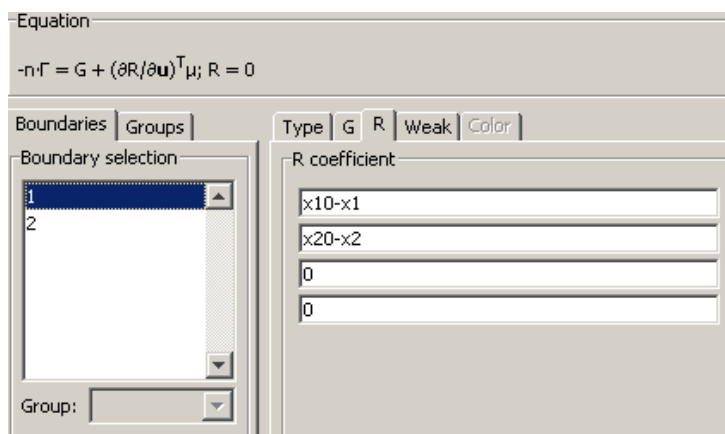 Equation
-n·Γ = G + (∂R/∂u)ᵀμ; R = 0
Boundaries Groups
Type G R Weak Color
Boundary selection
R coefficient
1
2
x10-x1
x20-x2
0
0
Group: